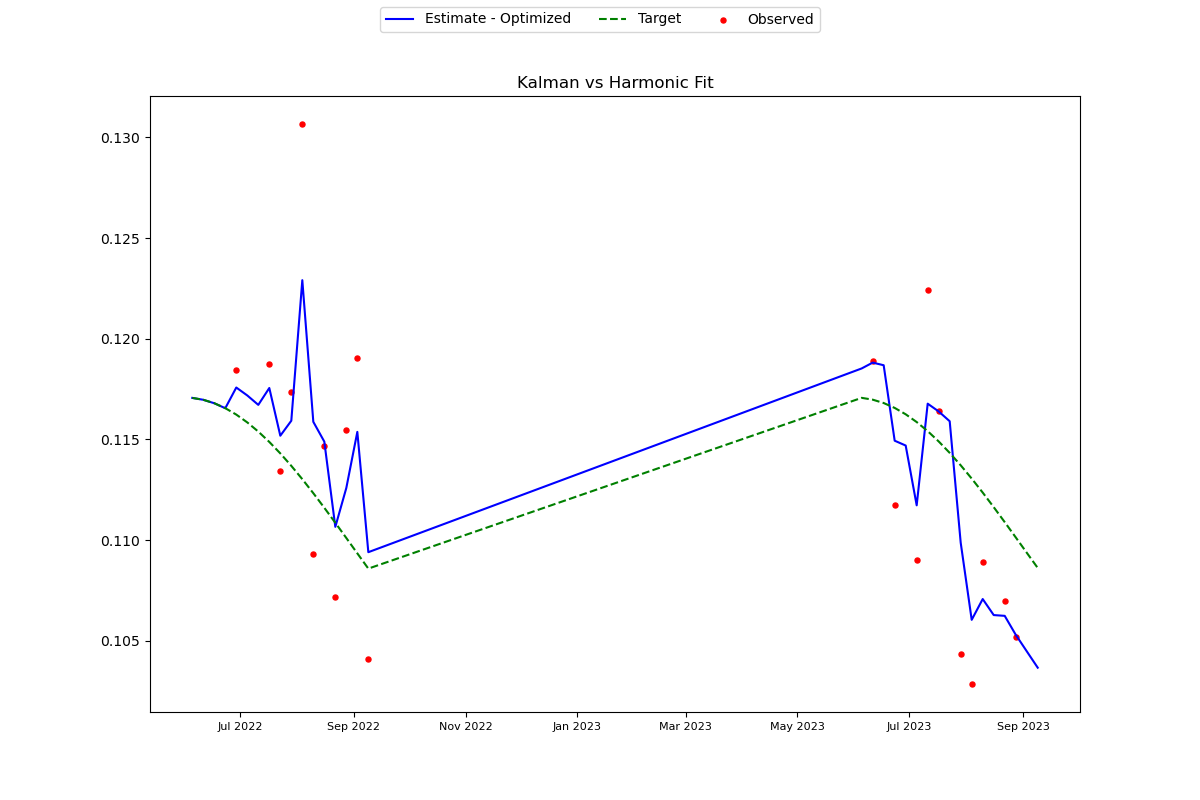 Estimate - Optimized Target Observed
Kalman vs Harmonic Fit
0.130
0.125
0.120
0.115
0.110
0.105
Jul 2022 Sep 2022 Nov 2022 Jan 2023 Mar 2023 May 2023 Jul 2023 Sep 2023